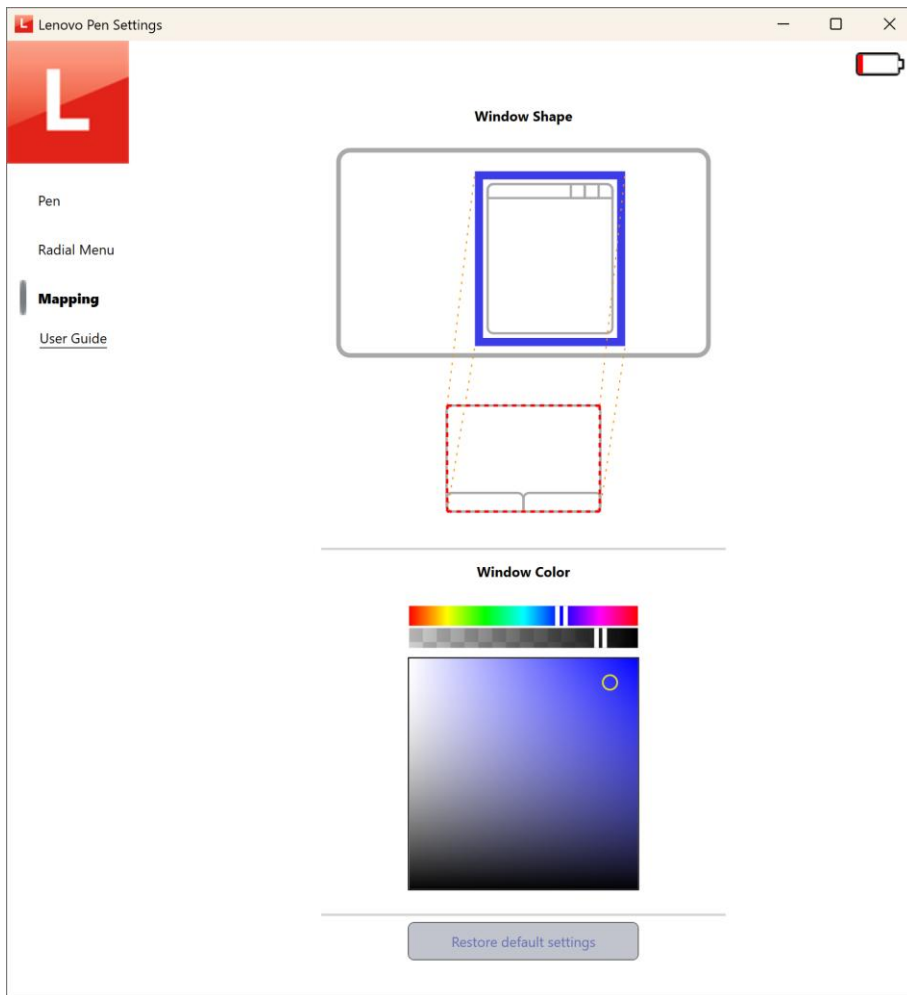 Lenovo Pen Settings
L
Window Shape
Pen
Radial Menu
Mapping
User Guide
Window Color
Restore default settings